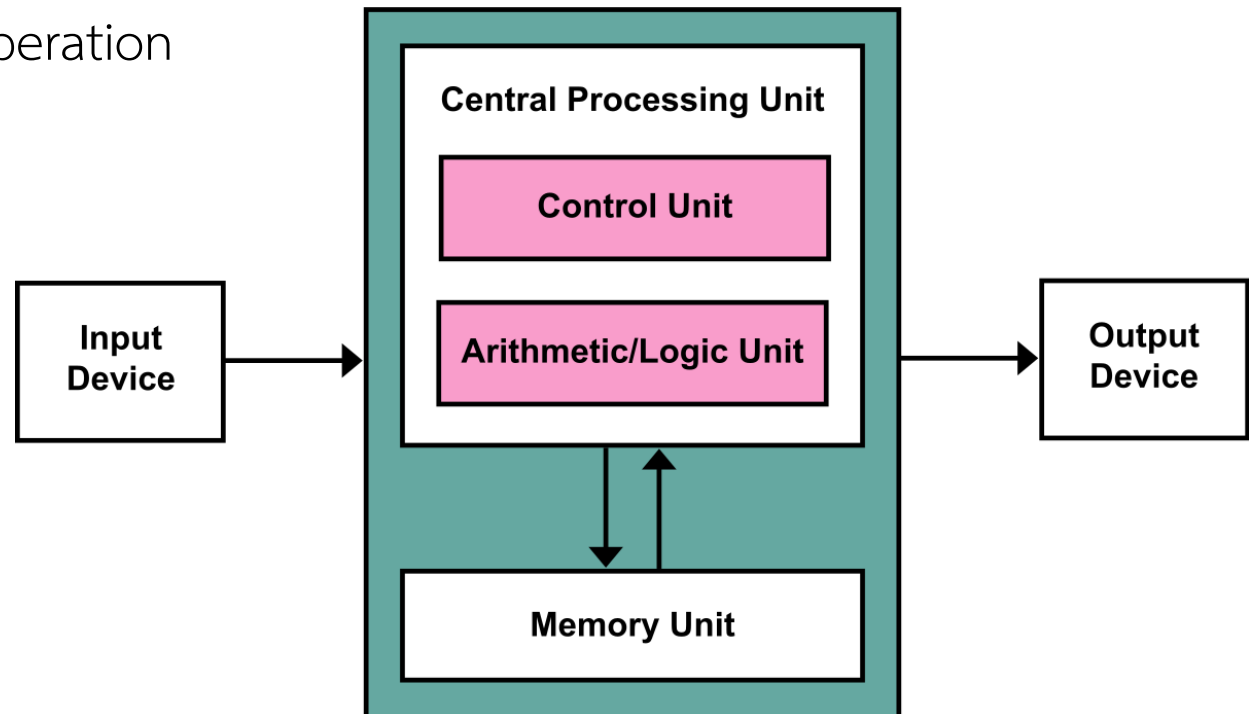 peration
Central Processing Unit
Control Unit
Arithmetic/Logic Unit
Input
Device
Output
Device
Memory Unit